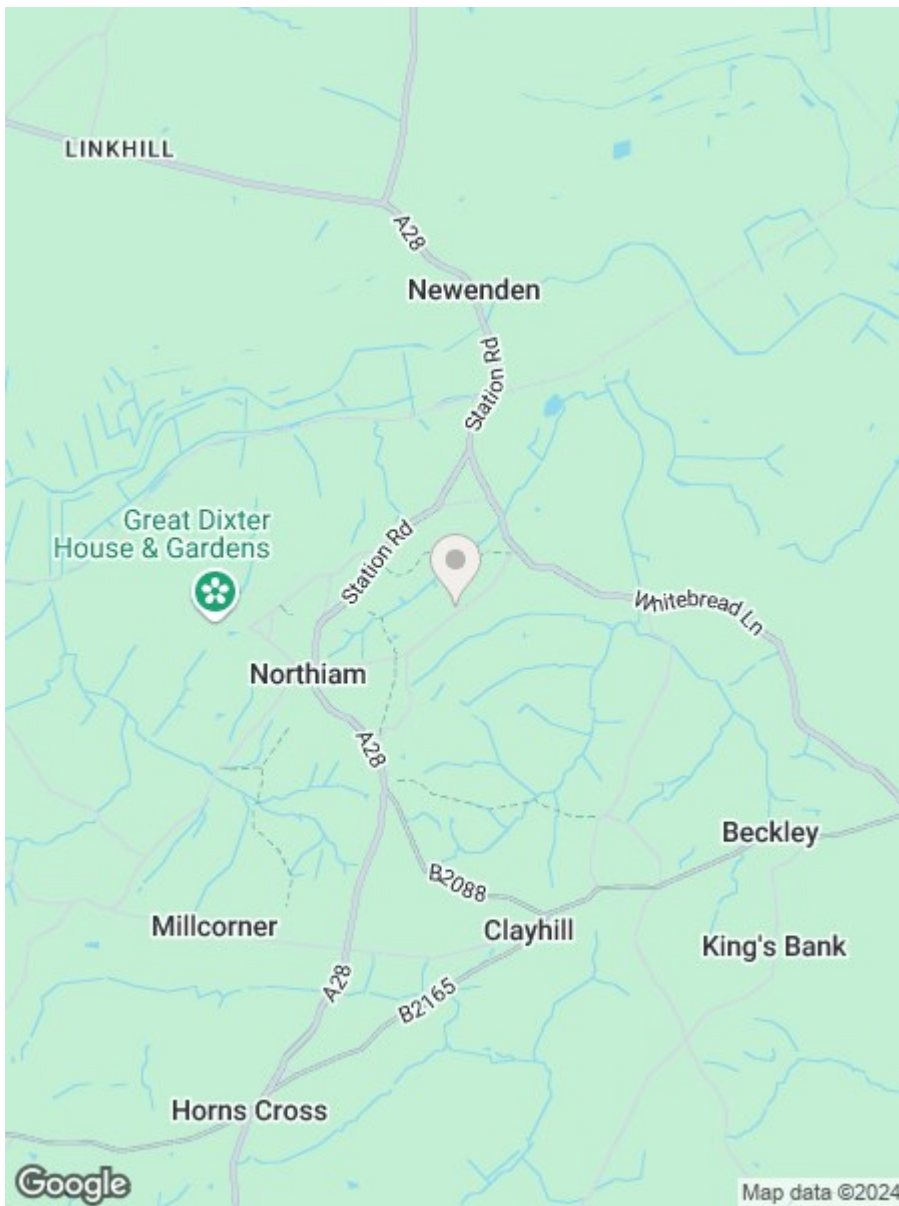 LINKHILL
A28
Newenden
Station Rd
Great Dixter
House & Gardens
Station Rd
Whitebread Ln
Northiam
A28
Beckley
B2088
Millcorner
Clayhill
King's Bank
A28
B2165
Horns Cross
Google
Map data ©2024